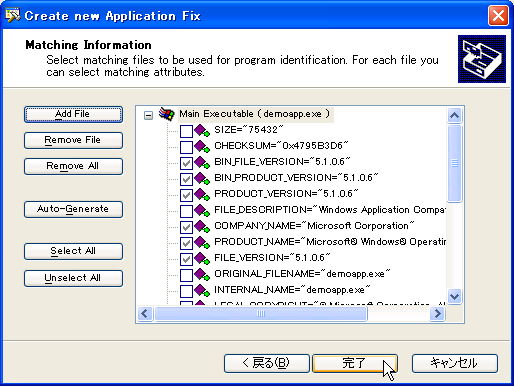 Create new Application Fix
Matching Information
Select matching files to be used for program identification. For each file you
can select matching attributes.
Add File
Remove File
Remove All
Auto-Generate
Select All
Unselect All
Main Executable ( demoapp.exe )
SIZE="75432"
CHECKSUM="0x4795B3D6"
BIN_FILE_VERSION="5.1.0.6"
BIN_PRODUCT_VERSION="5.1.0.6"
PRODUCT_VERSION="5.1.0.6"
FILE_DESCRIPTION="Windows Application Compa
COMPANY_NAME="Microsoft Corporation"
PRODUCT_NAME="Microsoft® Windows® Operatin
FILE_VERSION="5.1.0.6"
ORIGINAL_FILENAME="demoapp.exe"
INTERNAL_NAME="demoapp.exe"
LEGAL_COPYRIGHT="© Microsoft Corporation. Al
< 戻る(B)
完了
キャンセル